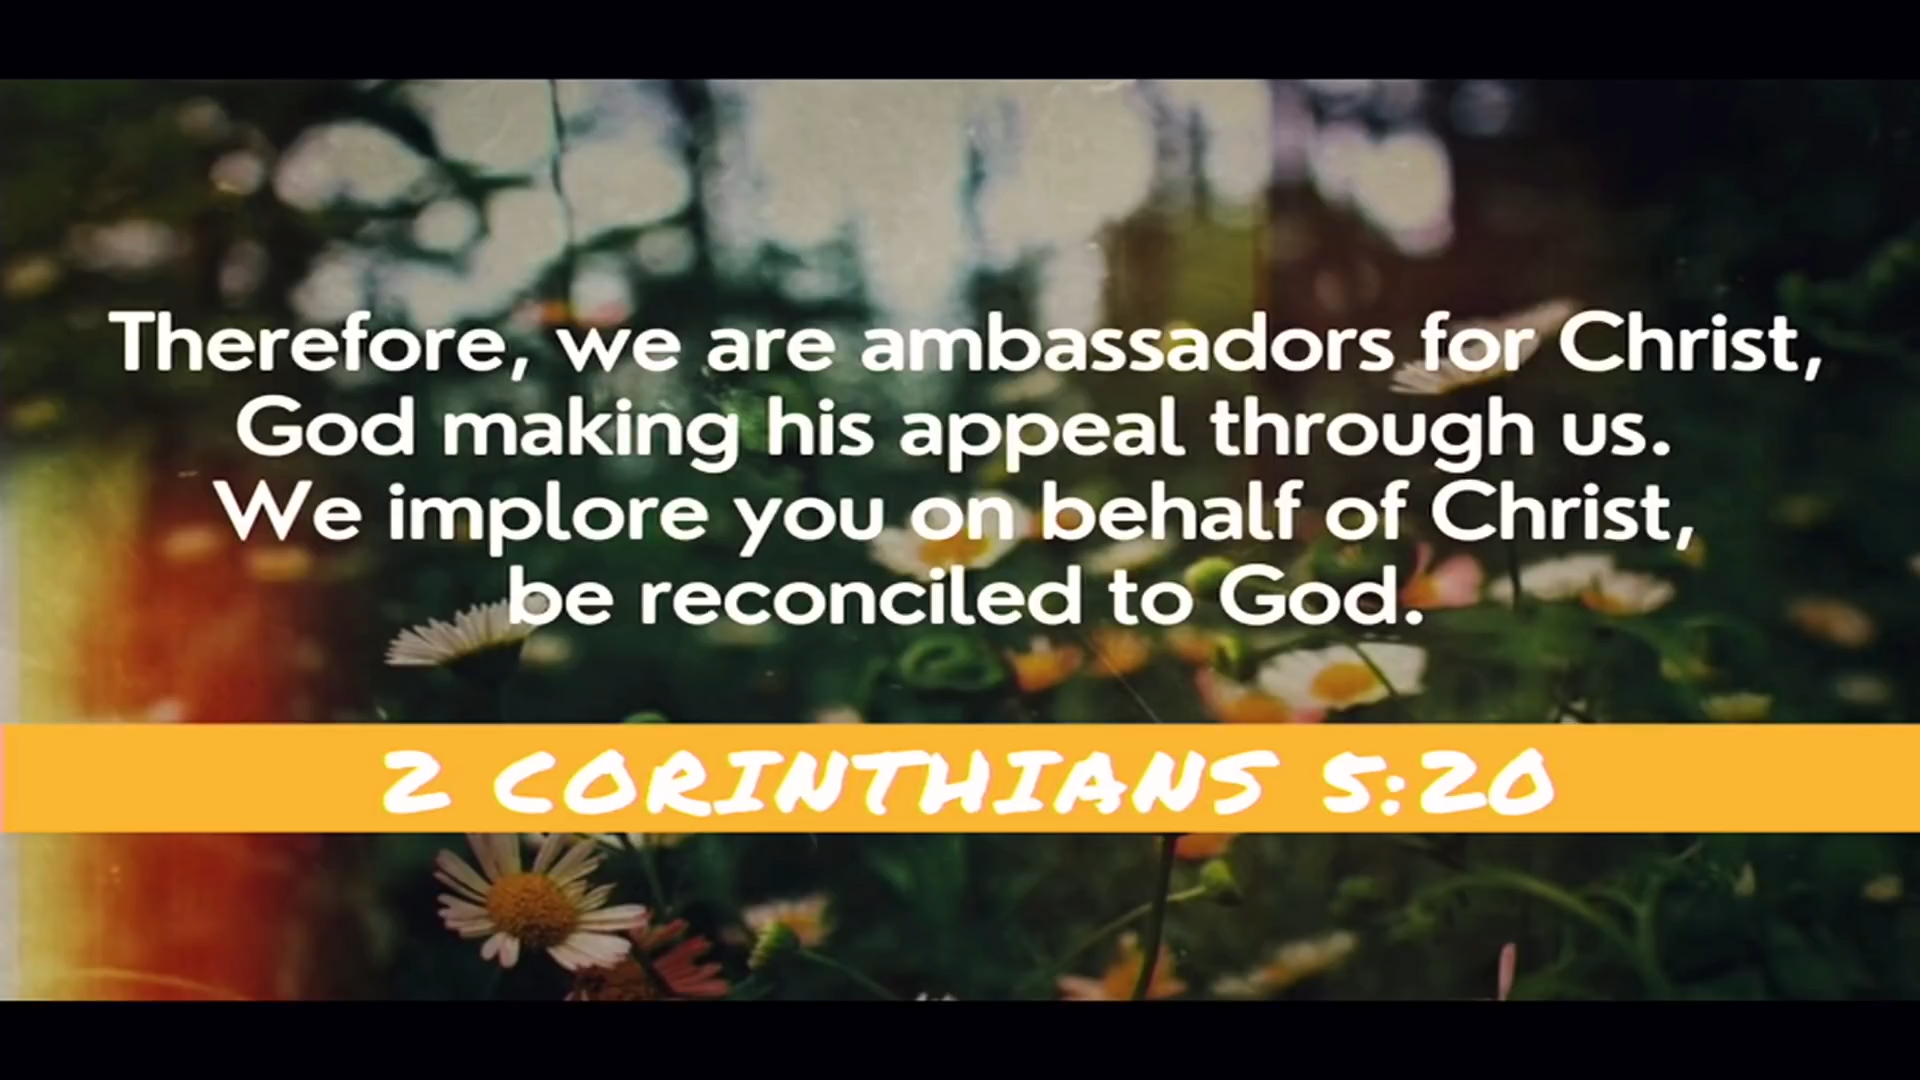 Therefore, we are ambassadors for Christ,
God making his appeal through us.
We implore you on behalf of Christ,
be reconciled to God.
2 CORINTHIANS 5:20